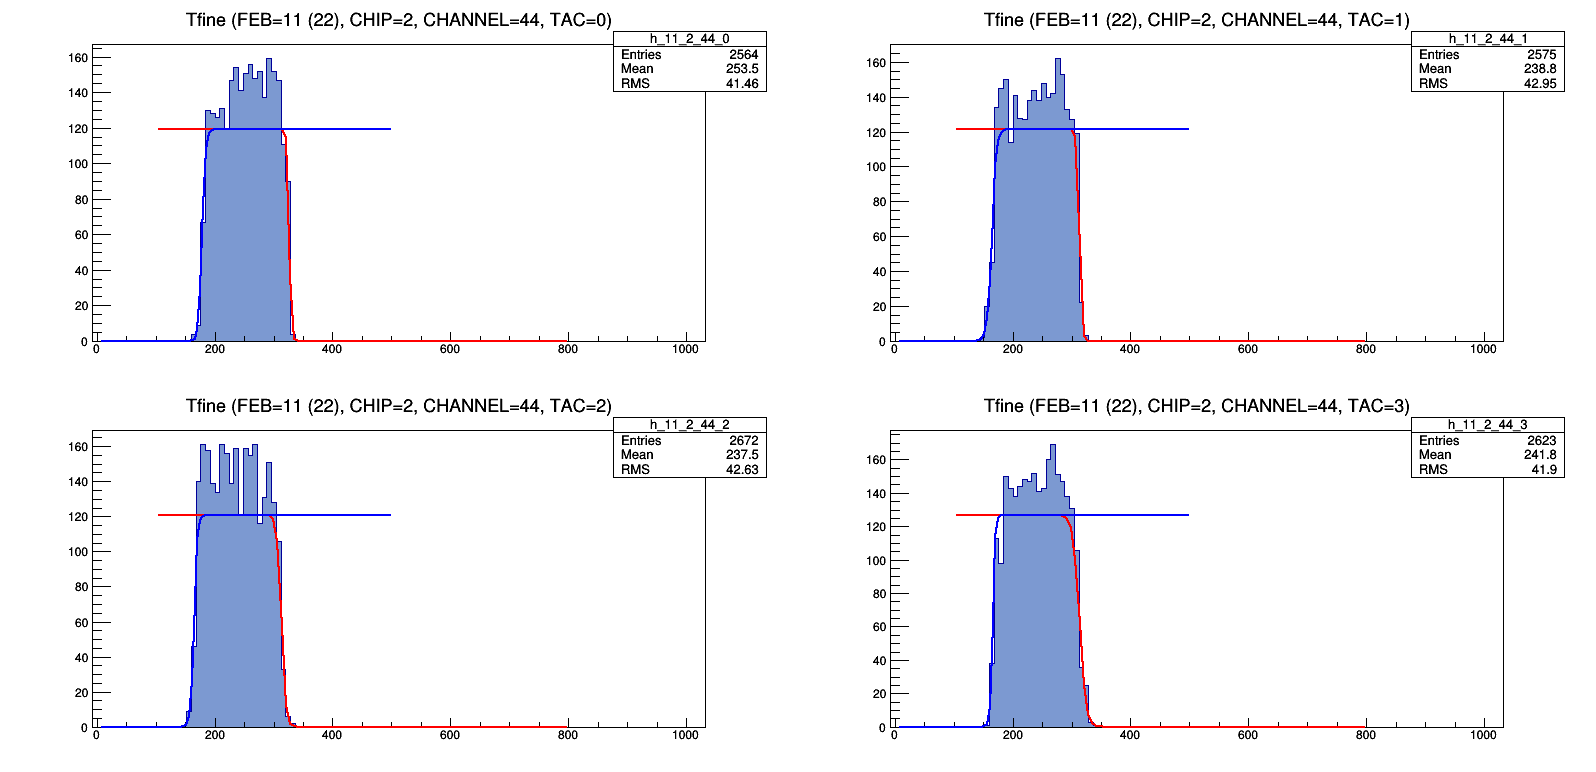 Tfine (FEB=11 (22), CHIP=2, CHANNEL=44, TAC=0)
h_11_2_44_0
Entries 2564
Mean 253.5
RMS 41.46
160
140
120
100
80
60
40
20
0
0 200 400 600 800 1000
Tfine (FEB=11 (22), CHIP=2, CHANNEL=44, TAC=1)
h_11_2_44_1
Entries 2575
Mean 238.8
RMS 42.95
160
140
120
100
80
60
40
20
0
0 200 400 600 800 1000
Tfine (FEB=11 (22), CHIP=2, CHANNEL=44, TAC=2)
h_11_2_44_2
Entries 2672
Mean 237.5
RMS 42.63
160
140
120
100
80
60
40
20
0
0 200 400 600 800 1000
Tfine (FEB=11 (22), CHIP=2, CHANNEL=44, TAC=3)
h_11_2_44_3
Entries 2623
Mean 241.8
RMS 41.9
160
140
120
100
80
60
40
20
0
0 200 400 600 800 1000